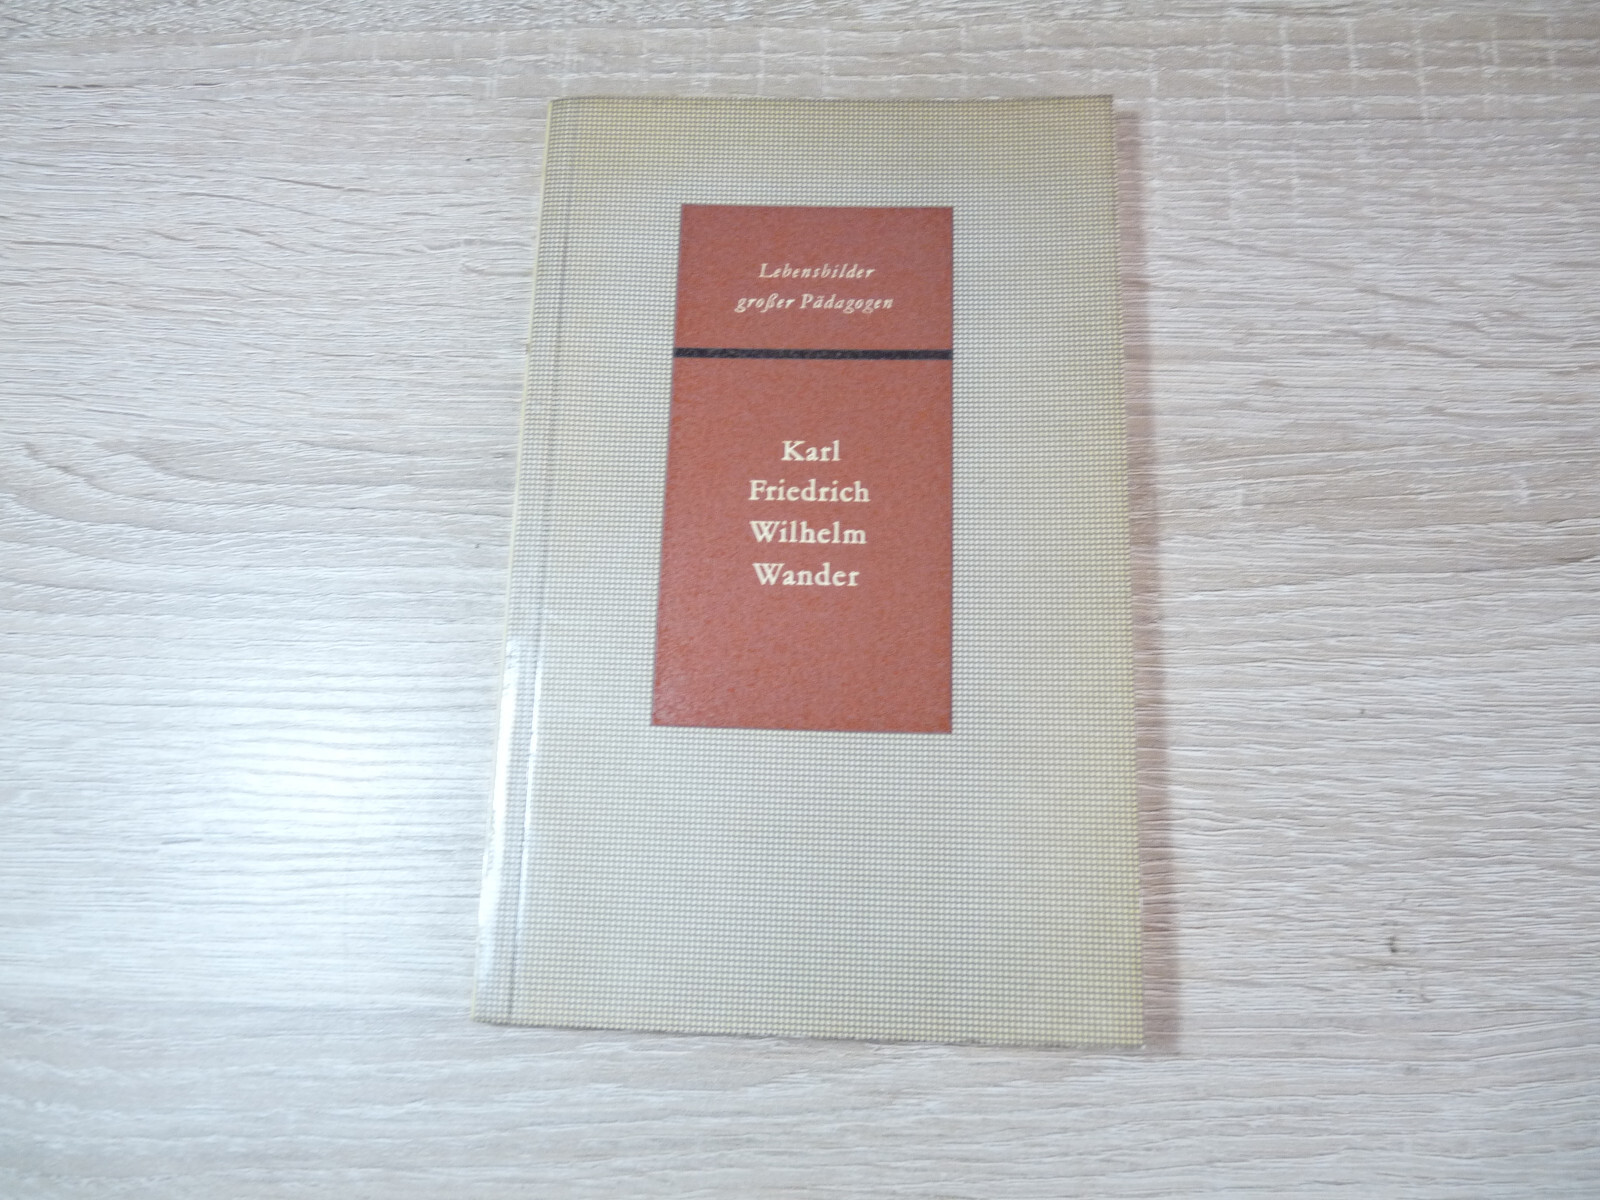 Lebensbilder
großer Pädagogen
Karl
Friedrich
Wilhelm
Wander